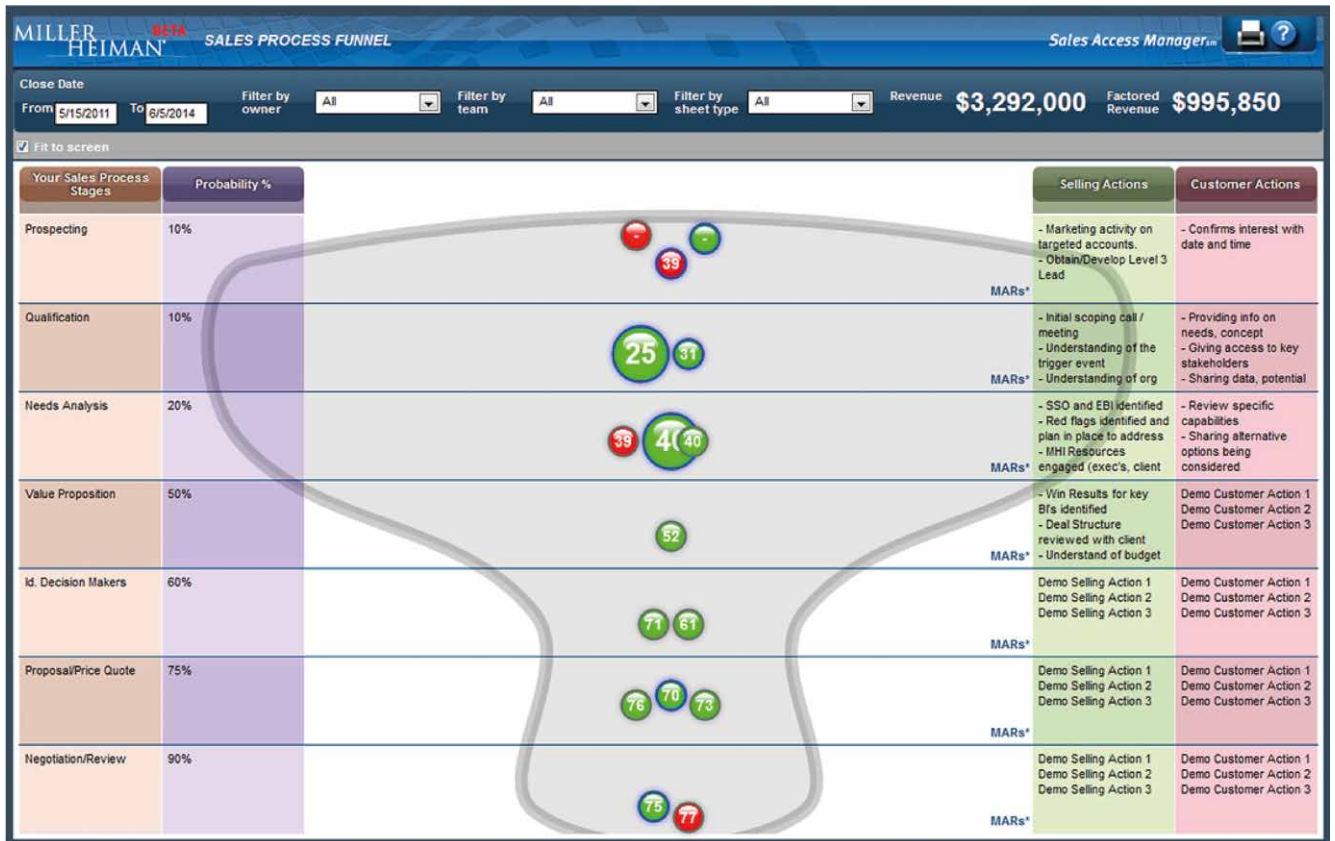 MILLER HEIMAN BETA
SALES PROCESS FUNNEL
Sales Access Manager
?
Close Date
From 5/15/2011 To 6/5/2014
Filter by owner All
Filter by team All
Filter by sheet type All
Revenue $3,292,000
Factored Revenue $995,850
Fit to screen
Your Sales Process Stages
Probability %
Selling Actions
Customer Actions
Prospecting
10%
-
-
39
MARs*
- Marketing activity on
targeted accounts.
- Obtain/Develop Level 3
Lead
- Confirms interest with
date and time
Qualification
10%
25
31
MARs*
- Initial scoping call /
meeting
- Understanding of the
trigger event
- Understanding of org
- Providing info on
needs, concept
- Giving access to key
stakeholders
- Sharing data, potential
Needs Analysis
20%
39
40
40
MARs*
- SSO and EBI identified
- Red flags identified and
plan in place to address
- MHI Resources
engaged (exec's, client
- Review specific
capabilities
- Sharing alternative
options being
considered
Value Proposition
50%
52
MARs*
- Win Results for key
BI's identified
- Deal Structure
reviewed with client
- Understand of budget
Demo Customer Action 1
Demo Customer Action 2
Demo Customer Action 3
Id. Decision Makers
60%
71
61
MARs*
Demo Selling Action 1
Demo Selling Action 2
Demo Selling Action 3
Demo Customer Action 1
Demo Customer Action 2
Demo Customer Action 3
Proposal/Price Quote
75%
76
70
73
MARs*
Demo Selling Action 1
Demo Selling Action 2
Demo Selling Action 3
Demo Customer Action 1
Demo Customer Action 2
Demo Customer Action 3
Negotiation/Review
90%
75
77
MARs*
Demo Selling Action 1
Demo Selling Action 2
Demo Selling Action 3
Demo Customer Action 1
Demo Customer Action 2
Demo Customer Action 3